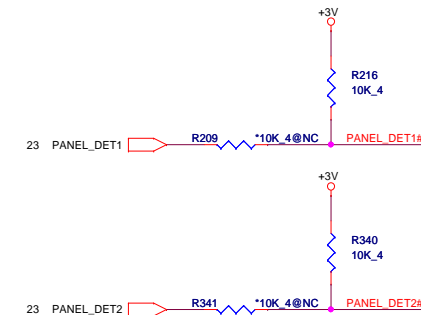 +3V
R216
10K_4
23 PANEL_DET1 R209 *10K_4@NC PANEL_DET1#
+3V
R340
10K_4
23 PANEL_DET2 R341 *10K_4@NC PANEL_DET2#